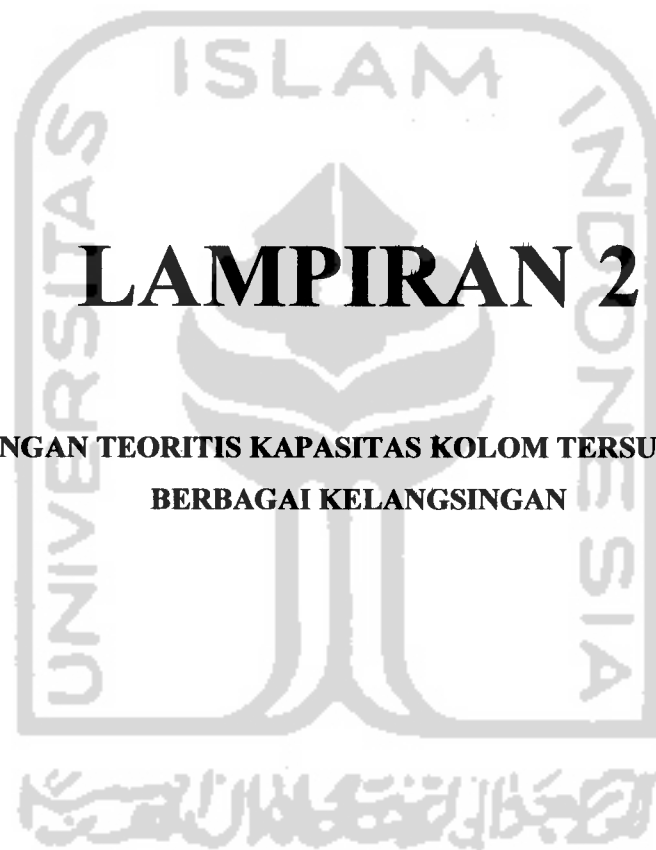 ISLAM
UNIVERSITAS
INDONESIA
LAMPIRAN 2
NGAN TEORITIS KAPASITAS KOLOM TERSU
BERBAGAI KELANGSINGAN